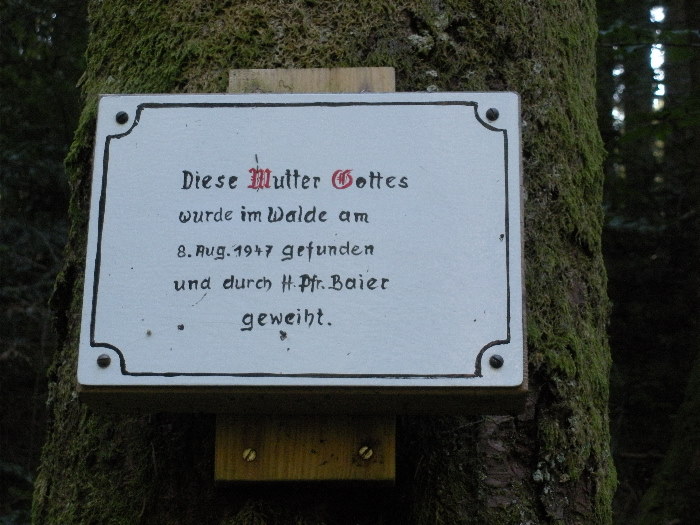 Diese Mutter Gottes
wurde im Walde am
8. Aug. 1947 gefunden
und durch H. Pfr. Baier
geweiht.